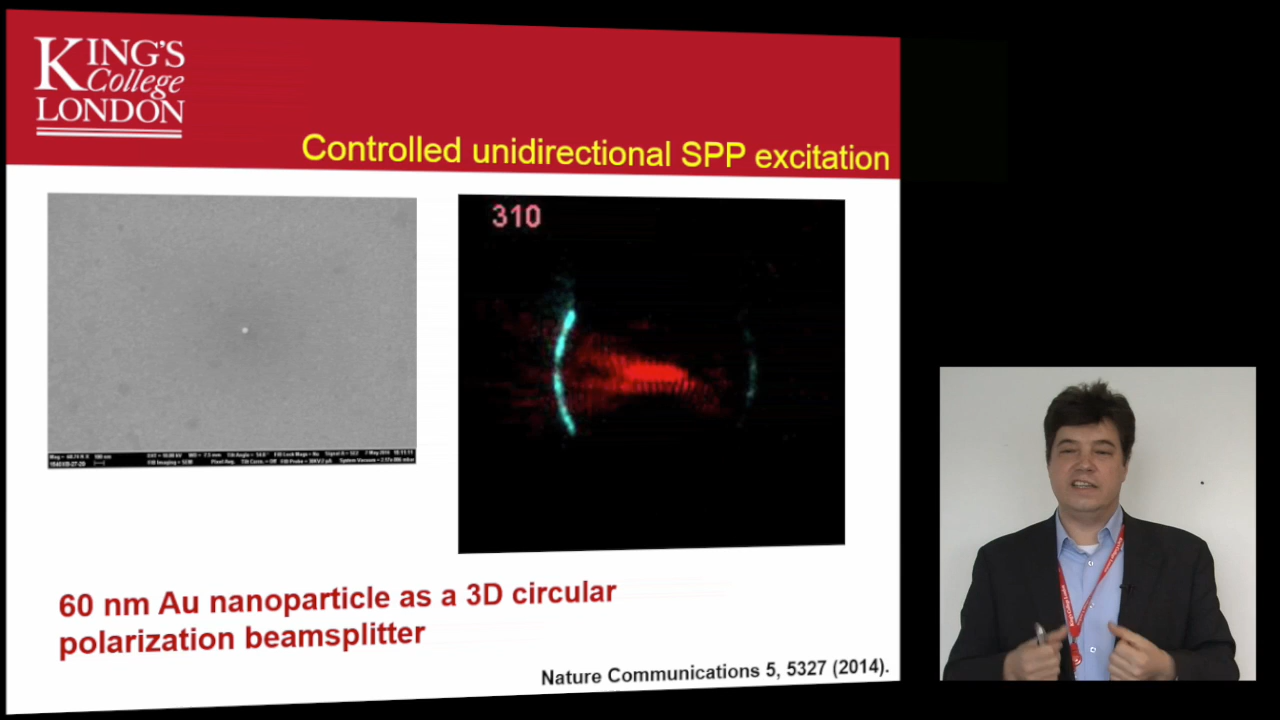 KING'S
College
LONDON
Controlled unidirectional SPP excitation
310
60 nm Au nanoparticle as a 3D circular
polarization beamsplitter
Nature Communications 5, 5327 (2014).